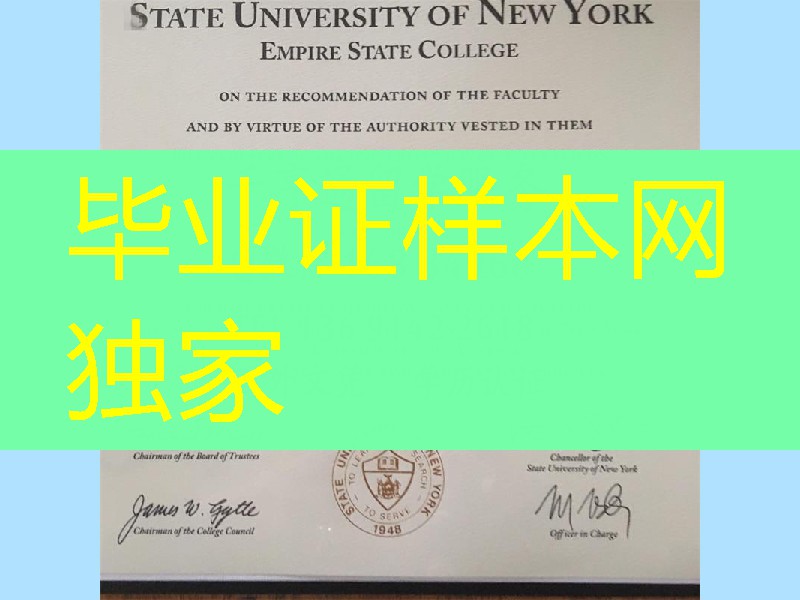 STATE UNIVERSITY OF NEW YORK
EMPIRE STATE COLLEGE
ON THE RECOMMENDATION OF THE FACULTY
AND BY VIRTUE OF THE AUTHORITY VESTED IN THEM
毕业证样本网
独家
Chairman of the Board of Trustees
Chancellor of the
State University of New York
TO SERVE
1948
James W. Gytte
Chairman of the College Council
Officer in Charge